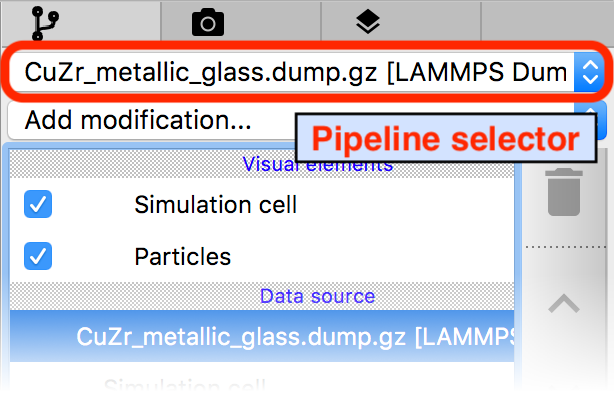 CuZr_metallic_glass.dump.gz [LAMMPS Dum
Add modification...
Pipeline selector
Visual elements
Simulation cell
Particles
Data source
CuZr_metallic_glass.dump.gz [LAMMPS
Simulation cell